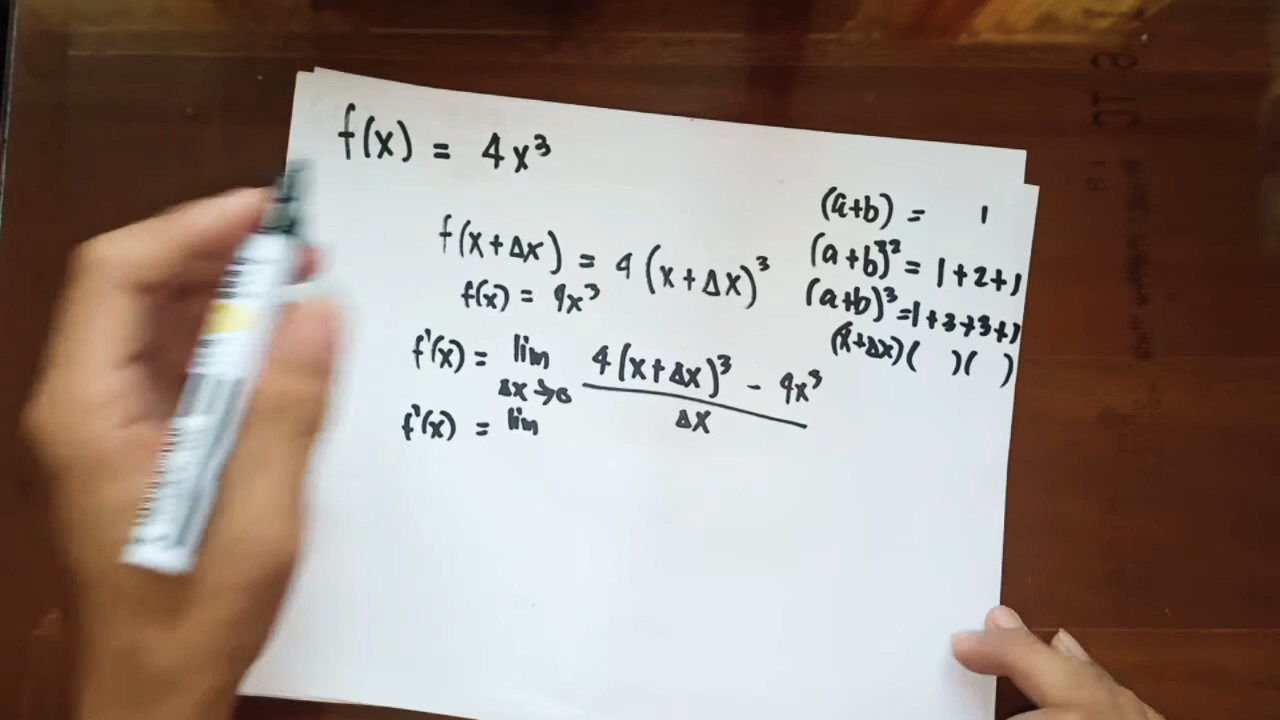 f(x) = 4x³
f(x+Δx) = 4(x+Δx)³
f(x) = 4x³
f'(x) = lim Δx→0 4(x+Δx)³ - 4x³ / Δx
f'(x) = lim
(a+b) = 1
(a+b)² = 1+2+1
(a+b)³ = 1+3+3+1
(x+Δx)( )( )